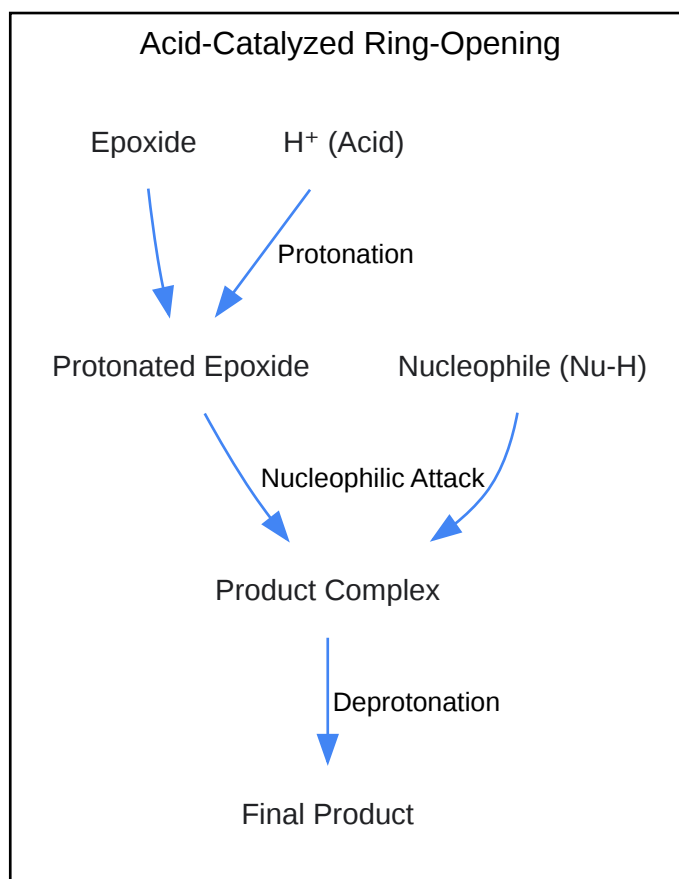 Acid-Catalyzed Ring-Opening
Epoxide
H⁺ (Acid)
Protonation
Protonated Epoxide
Nucleophile (Nu-H)
Nucleophilic Attack
Product Complex
Deprotonation
Final Product